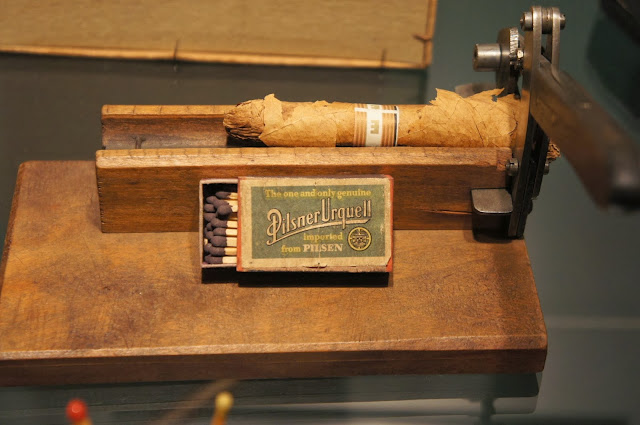 The one and only genuine
Pilsner Urquell
Imported
from PILSEN